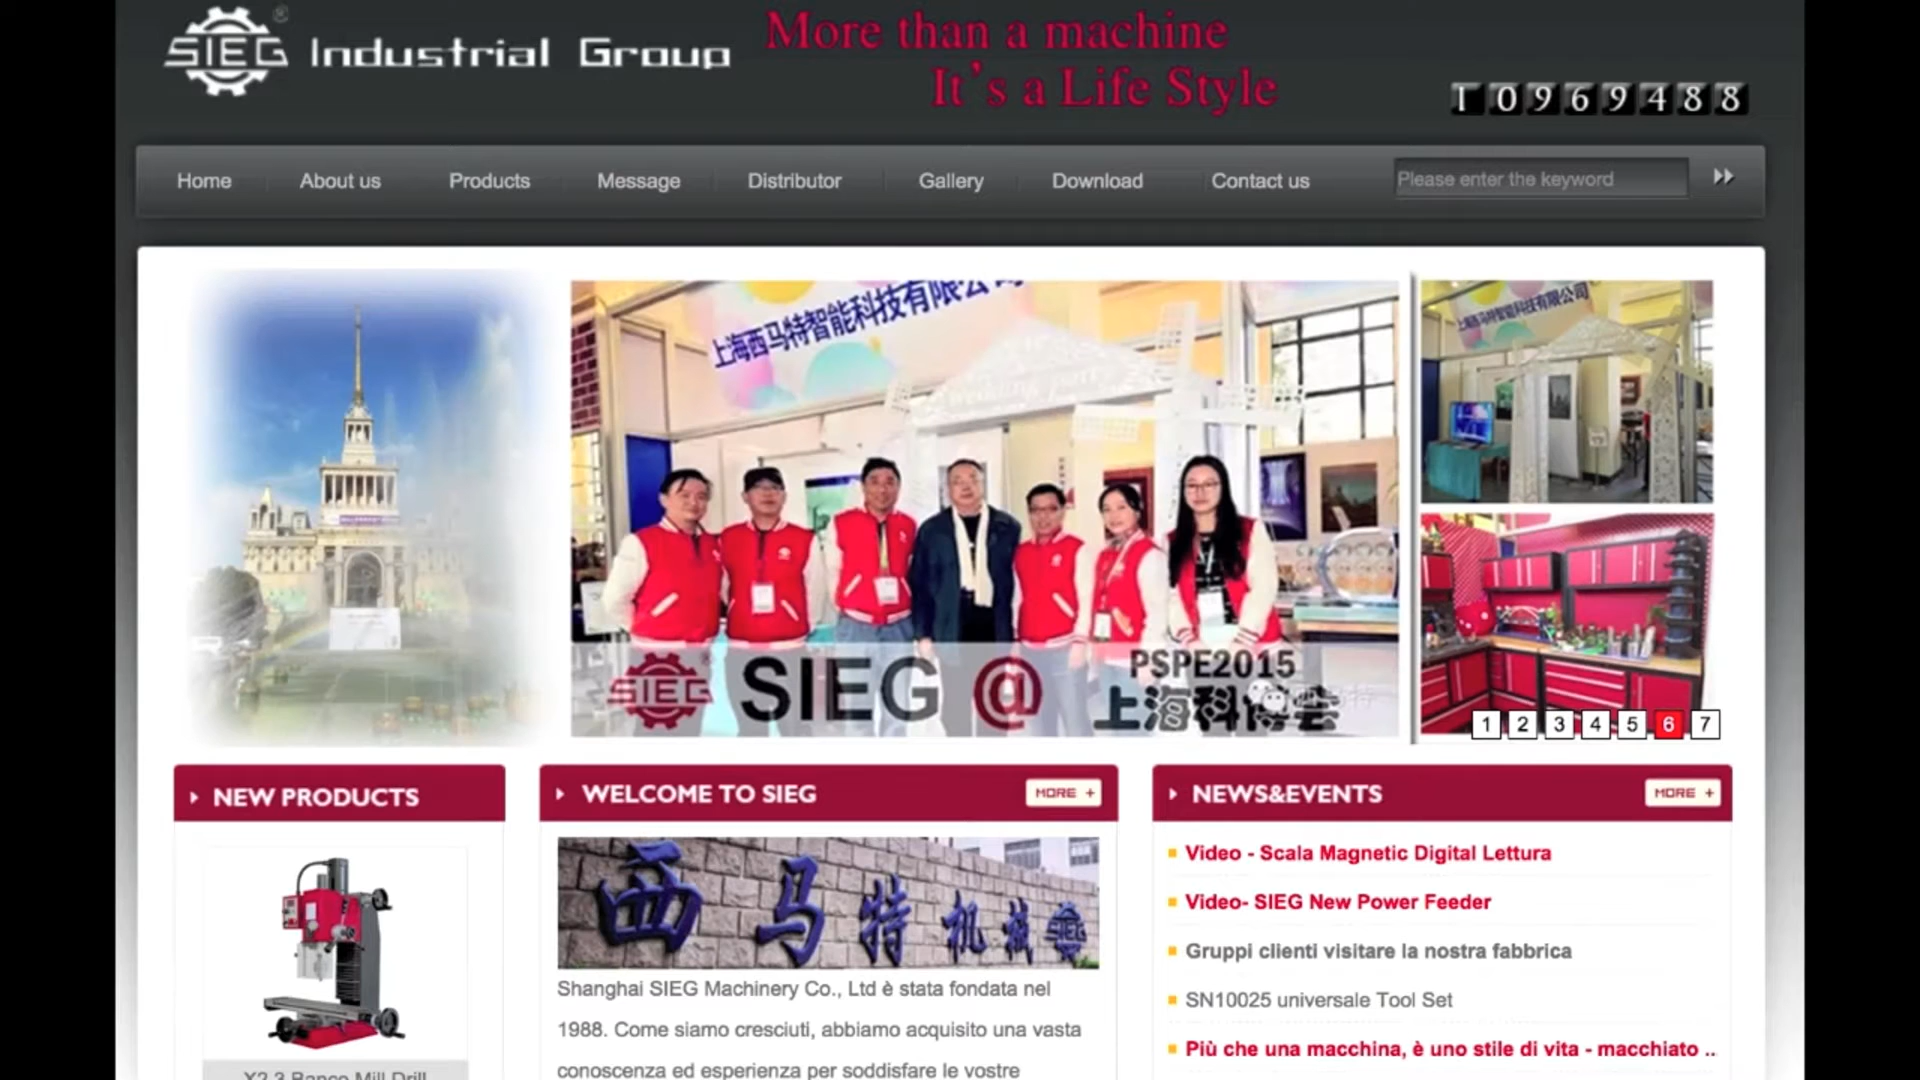 SIEG®
Industrial Group
More than a machine
It's a Life Style
10969488
Home
About us
Products
Message
Distributor
Gallery
Download
Contact us
Please enter the keyword
上海西马特智能科技有限公司
上海西马特智能科技有限公司
SIEG
SIEG @
PSPE2015
上海科博会
1 2 3 4 5 6 7
NEW PRODUCTS
WELCOME TO SIEG
MORE +
NEWS&EVENTS
MORE +
西马特机械
SIEG
Shanghai SIEG Machinery Co., Ltd è stata fondata nel
1988. Come siamo cresciuti, abbiamo acquisito una vasta
conoscenza ed esperienza per soddisfare le vostre
Video - Scala Magnetic Digital Lettura
Video- SIEG New Power Feeder
Gruppi clienti visitare la nostra fabbrica
SN10025 universale Tool Set
Più che una macchina, è uno stile di vita - macchiato ..
X2.3 Banco Mill Drill